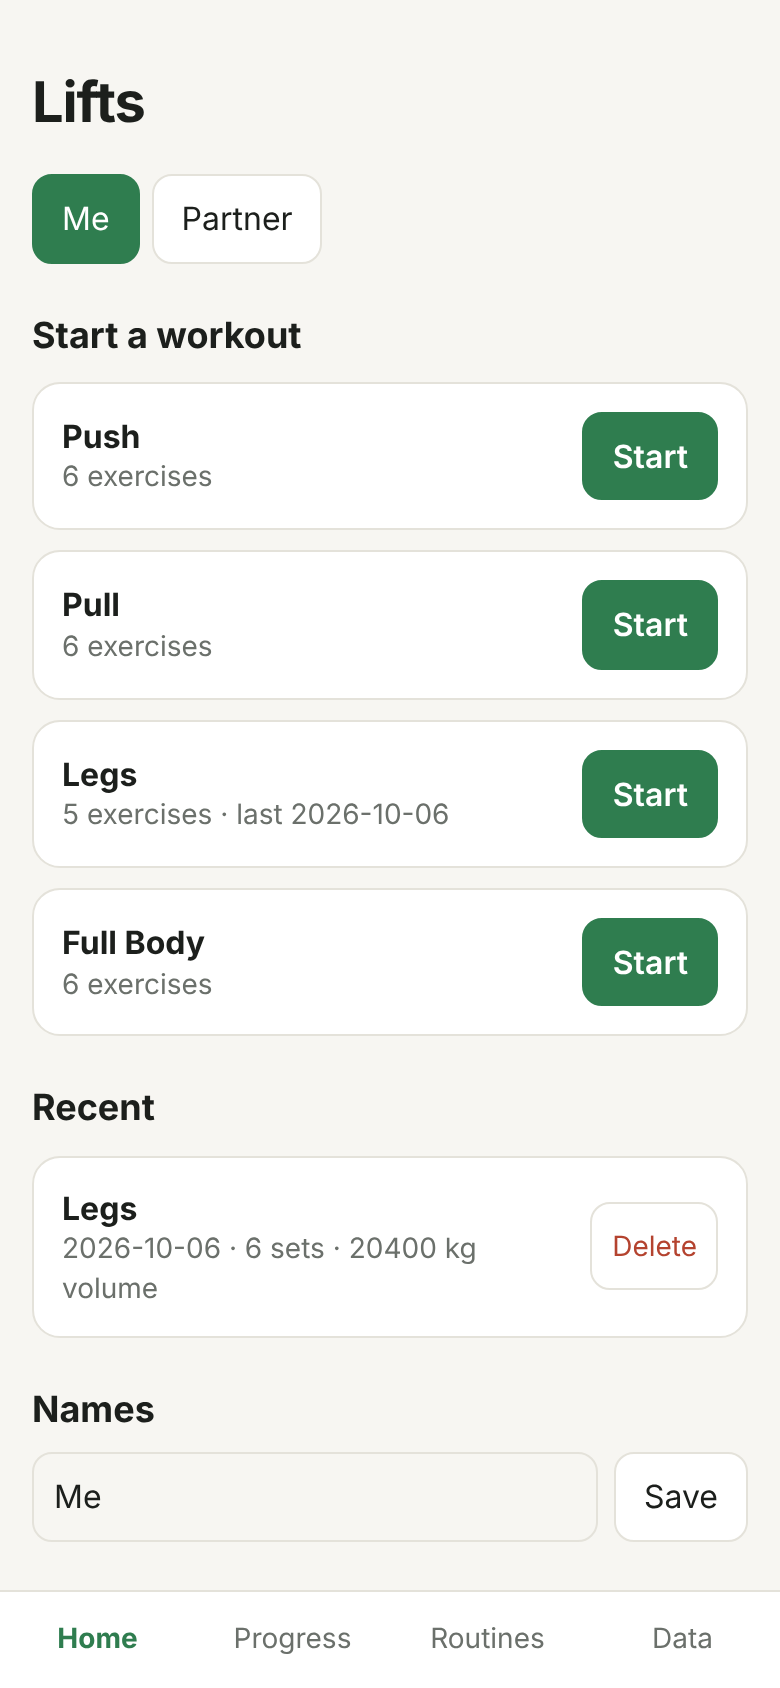 Lifts
Me
Partner
Start a workout
Push
6 exercises
Start
Pull
6 exercises
Start
Legs
5 exercises · last 2026-10-06
Start
Full Body
6 exercises
Start
Recent
Legs
2026-10-06 · 6 sets · 20400 kg
volume
Delete
Names
Me
Save
Home
Progress
Routines
Data